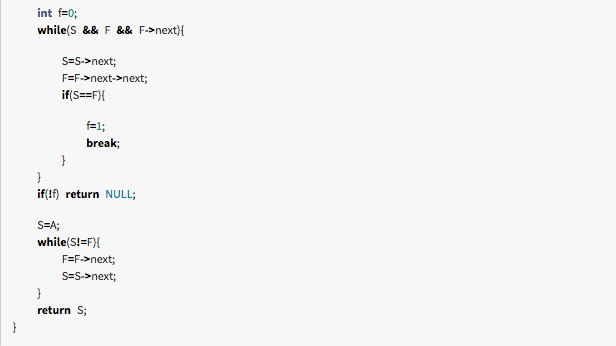 int f=0;
while(S && F && F->next){
S=S->next;
F=F->next->next;
if(S==F){
f=1;
break;
}
}
if(!f) return NULL;
S=A;
while(S!=F){
F=F->next;
S=S->next;
}
return S;
}